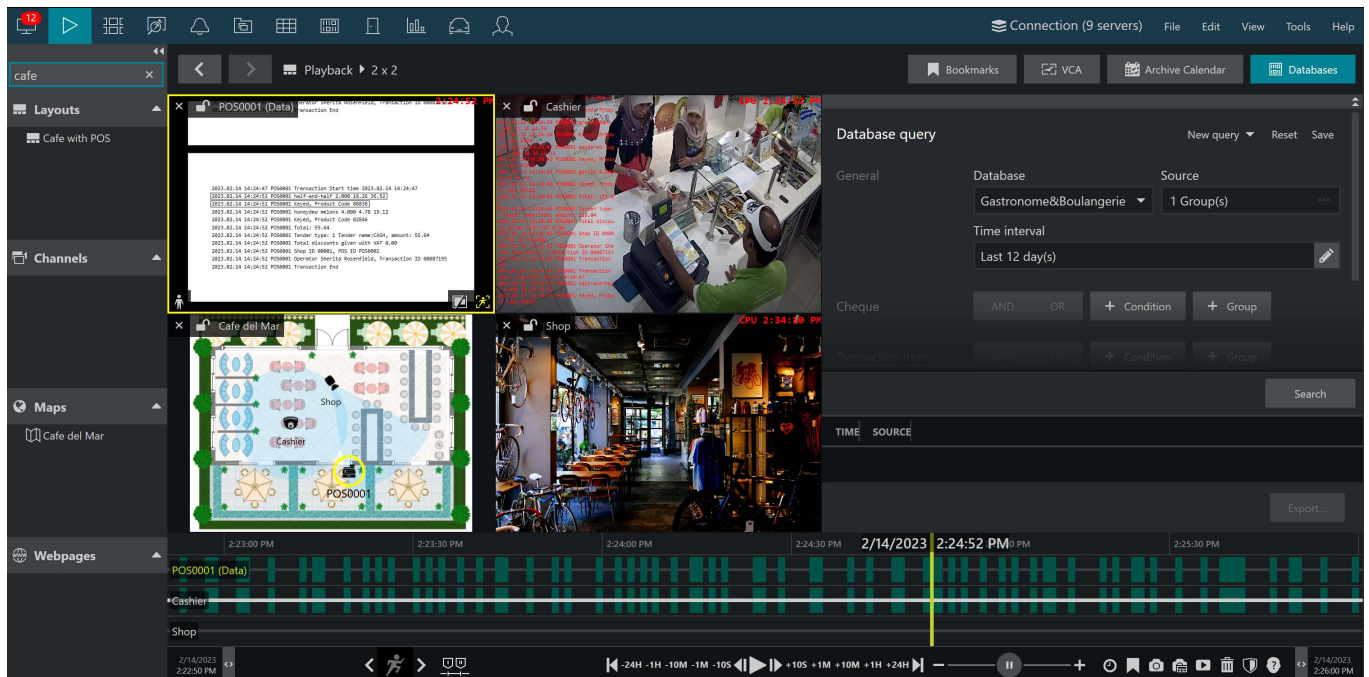 12
Connection (9 servers) File Edit View Tools Help
cafe
Playback 2 x 2
Bookmarks VCA Archive Calendar Databases
Layouts
Cafe with POS
Channels
Maps
Cafe del Mar
Webpages
POS0001 (Data)
Transaction End
2023.02.14 14:24:47 POS0001 Transaction Start time 2023.02.14 14:24:47
2023.02.14 14:24:51 POS0001 half-and-half 2.000 18.26 36.52
2023.02.14 14:24:51 POS0001 Keyed, Product Code 88038
2023.02.14 14:24:52 POS0001 honeydew melons 4.000 4.78 19.12
2023.02.14 14:24:52 POS0001 Keyed, Product Code 82846
2023.02.14 14:24:52 POS0001 Total: 55.64
2023.02.14 14:24:52 POS0001 Tender type: 1 Tender name:CASH, amount: 55.64
2023.02.14 14:24:52 POS0001 Total discounts given with VAT 0.00
2023.02.14 14:24:52 POS0001 Shop ID 00001, POS ID POS0001
2023.02.14 14:24:52 POS0001 Operator Sherita Rosenfield, Transaction ID 00087195
2023.02.14 14:24:52 POS0001 Transaction End
Cashier
Cafe del Mar
Shop
Cashier
POS0001
Shop
CPU 2:34:20 PM
Database query
New query Reset Save
General
Database Source
Gastronome&Boulangerie 1 Group(s)
Time interval
Last 12 day(s)
Cheque AND OR + Condition + Group
Transaction Item AND OR + Condition + Group
Search
TIME SOURCE
Export...
2:23:00 PM 2:23:30 PM 2:24:00 PM 2:24:30 PM 2/14/2023 2:24:52 PM 2:25:30 PM
POS0001 (Data)
Cashier
Shop
2/14/2023
2:22:50 PM
-24H -1H -10M -1M -10S +10S +1M +10M +1H +24H
2/14/2023
2:26:00 PM